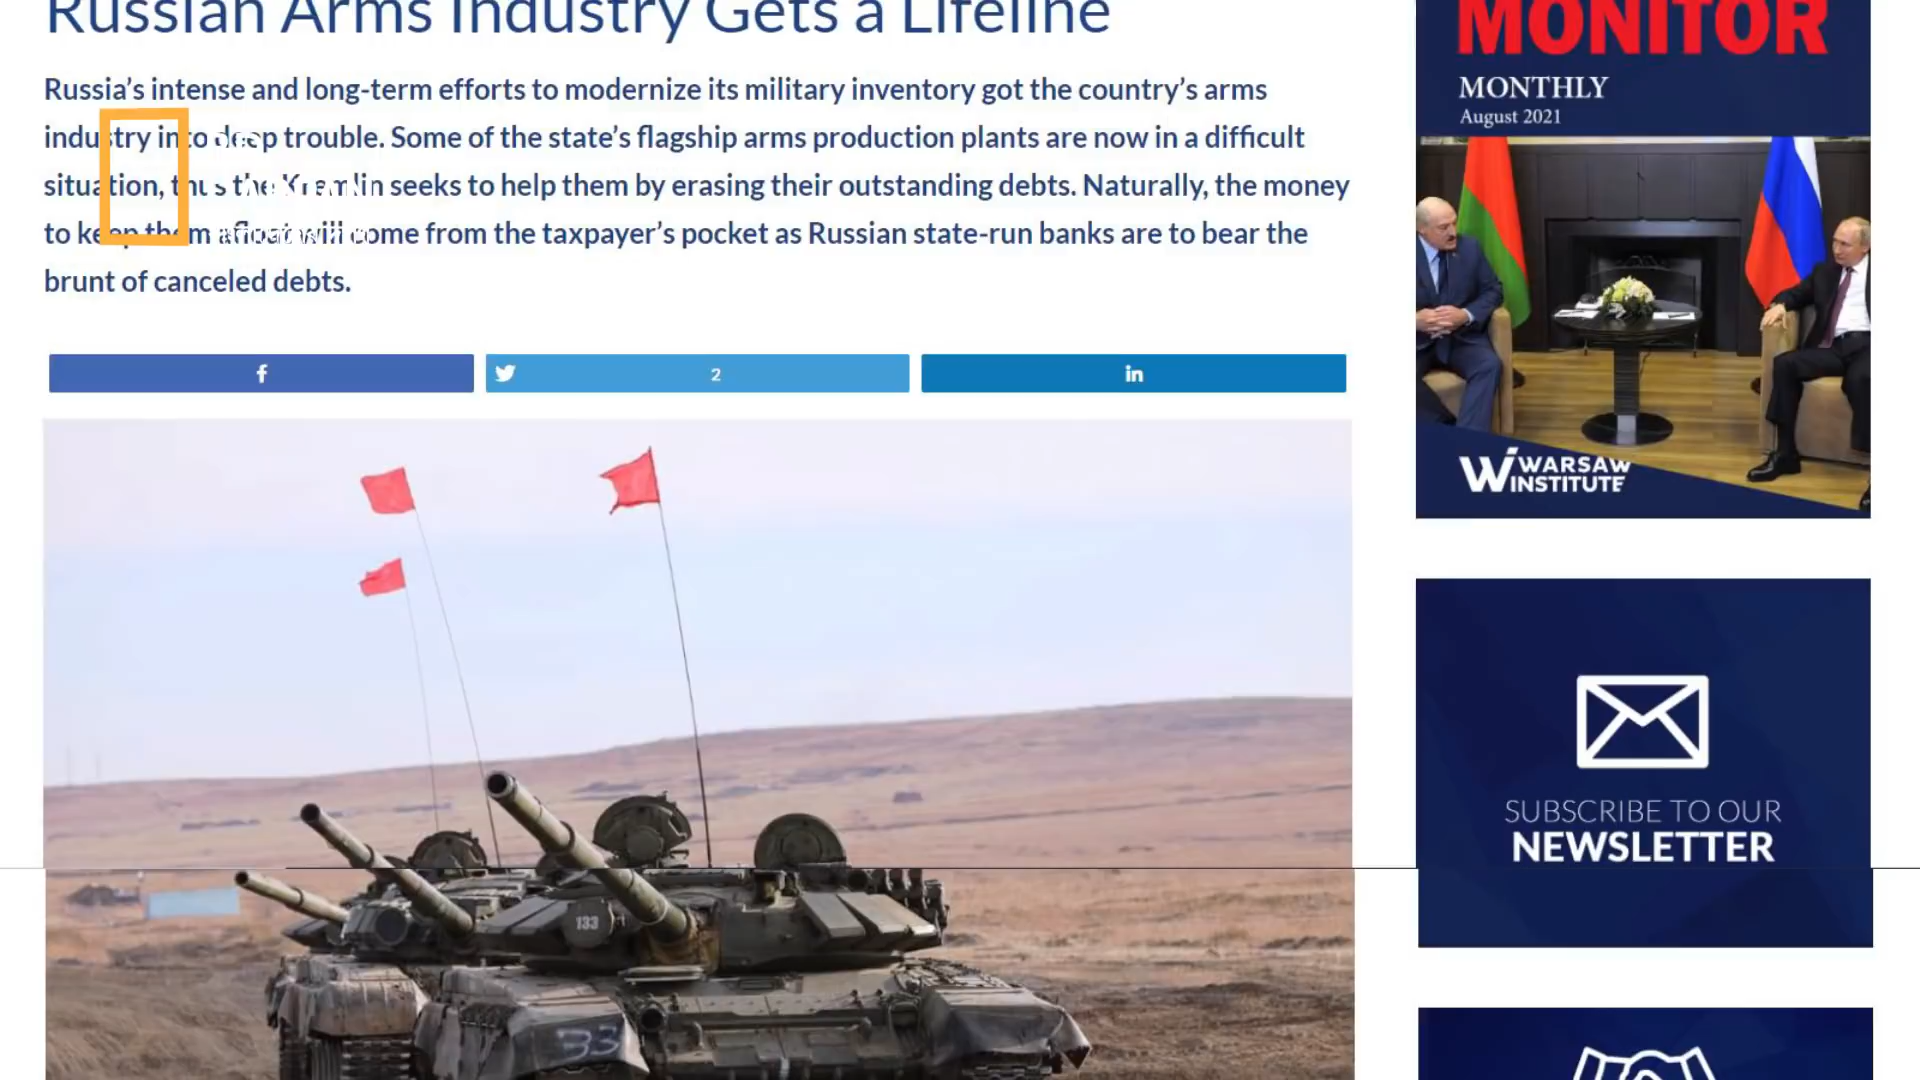 Russian Arms Industry Gets a Lifeline
Russia's intense and long-term efforts to modernize its military inventory got the country's arms
industry into deep trouble. Some of the state's flagship arms production plants are now in a difficult
situation, thus the Kremlin seeks to help them by erasing their outstanding debts. Naturally, the money
to keep them afloat will come from the taxpayer's pocket as Russian state-run banks are to bear the
brunt of canceled debts.
2
133
33
MONITOR
MONTHLY
August 2021
WARSAW
INSTITUTE
SUBSCRIBE TO OUR
NEWSLETTER